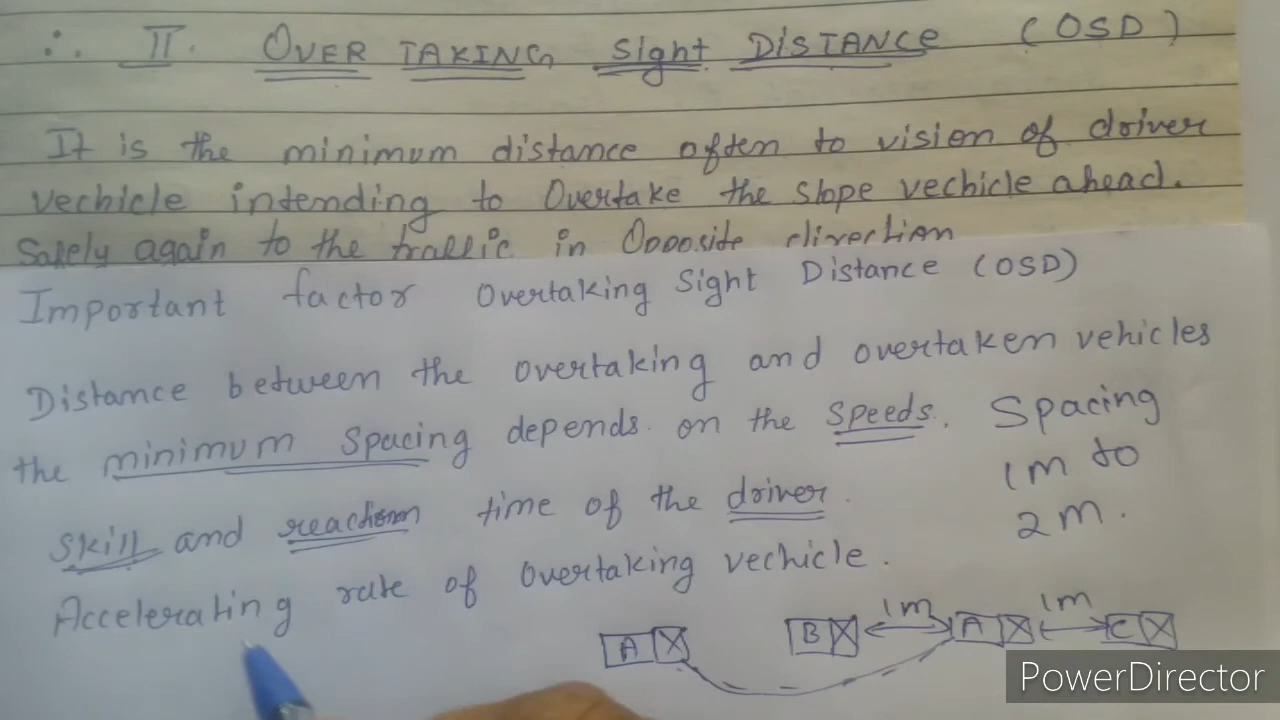 ∴ II. OVER TAKING Sight DISTANCE (OSD)
It is the minimum distance often to vision of driver
vechicle intending to Overtake the slope vechicle ahead.
Safely again to the traffic in Opposite direction
Important factor Overtaking Sight Distance (OSD)
Distance between the overtaking and overtaken vehicles
the minimum spacing depends on the speeds. Spacing
1m to
2m.
Skill and reaction time of the driver.
Accelerating rate of Overtaking vechicle.
1m 1m
A B A C
PowerDirector